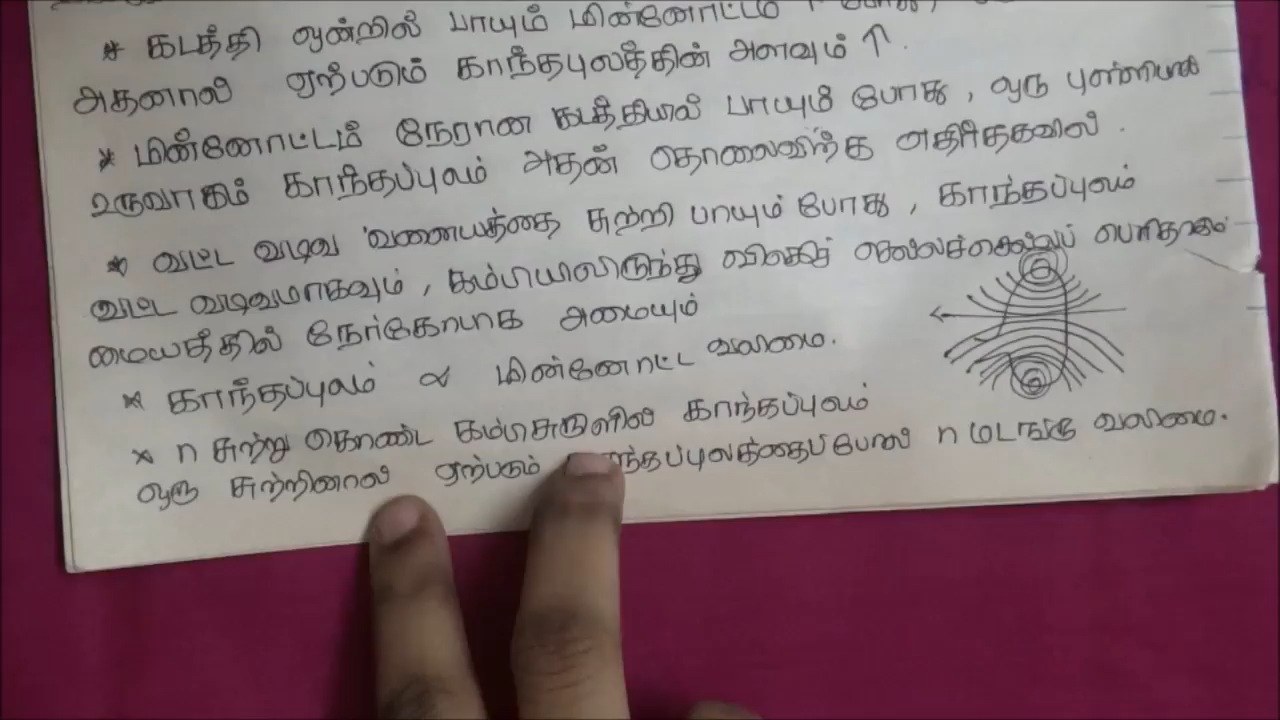 * கடத்தி ஒன்றில் பாயும் மின்னோட்டம் ↑ போது,
அதனால் ஏற்படும் காந்தபுலத்தின் அளவும் ↑.
* மின்னோட்டம் நேரான கடத்தியில் பாயும் போது, ஒரு புள்ளியில்
உருவாகும் காந்தப்புலம் அதன் தொலைவிற்கு எதிர்தகவில்.
* வட்ட வடிவ வளையத்தை சுற்றி பாயும் போது, காந்தப்புலம்
வட்ட வடிவமாகவும், கம்பியிலிருந்து விலகிச் செல்லச்செல்லப் பெரிதாகும்
மையத்தில் நேர்கோடாக அமையும்
* காந்தப்புலம் α மின்னோட்ட வலிமை.
* n சுற்று கொண்ட கம்பிசுருளில் காந்தப்புலம்
ஒரு சுற்றினால் ஏற்படும் காந்தப்புலத்தைப்போல் n மடங்கு வலிமை.